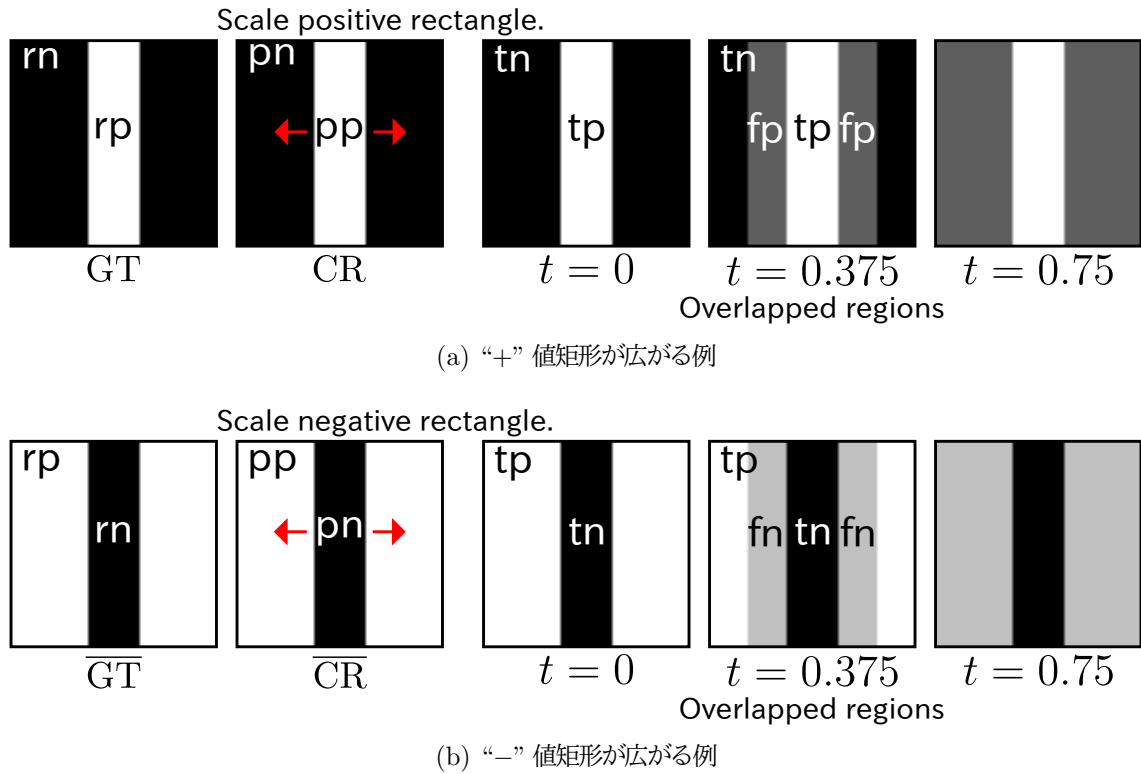 Scale positive rectangle.
rn pn tn tn
rp pp tp fp tp fp
GT CR t = 0 t = 0.375 t = 0.75
Overlapped regions
(a) “+” 値矩形が広がる例
Scale negative rectangle.
rp pp tp tp
rn pn tn fn tn fn
G̅T̅ C̅R̅ t = 0 t = 0.375 t = 0.75
Overlapped regions
(b) “−” 値矩形が広がる例